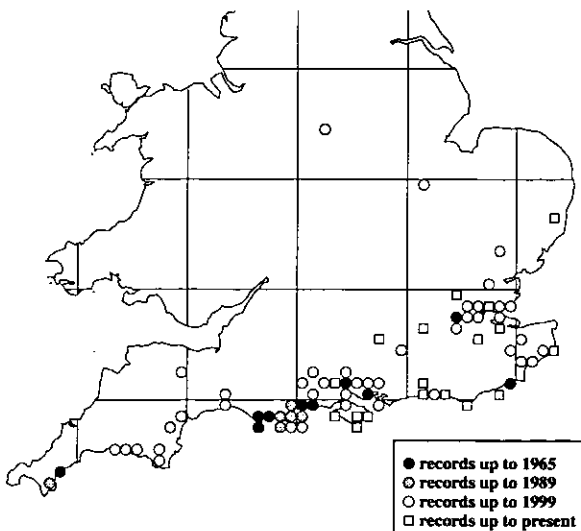 records up to 1965
records up to 1989
records up to 1999
records up to present